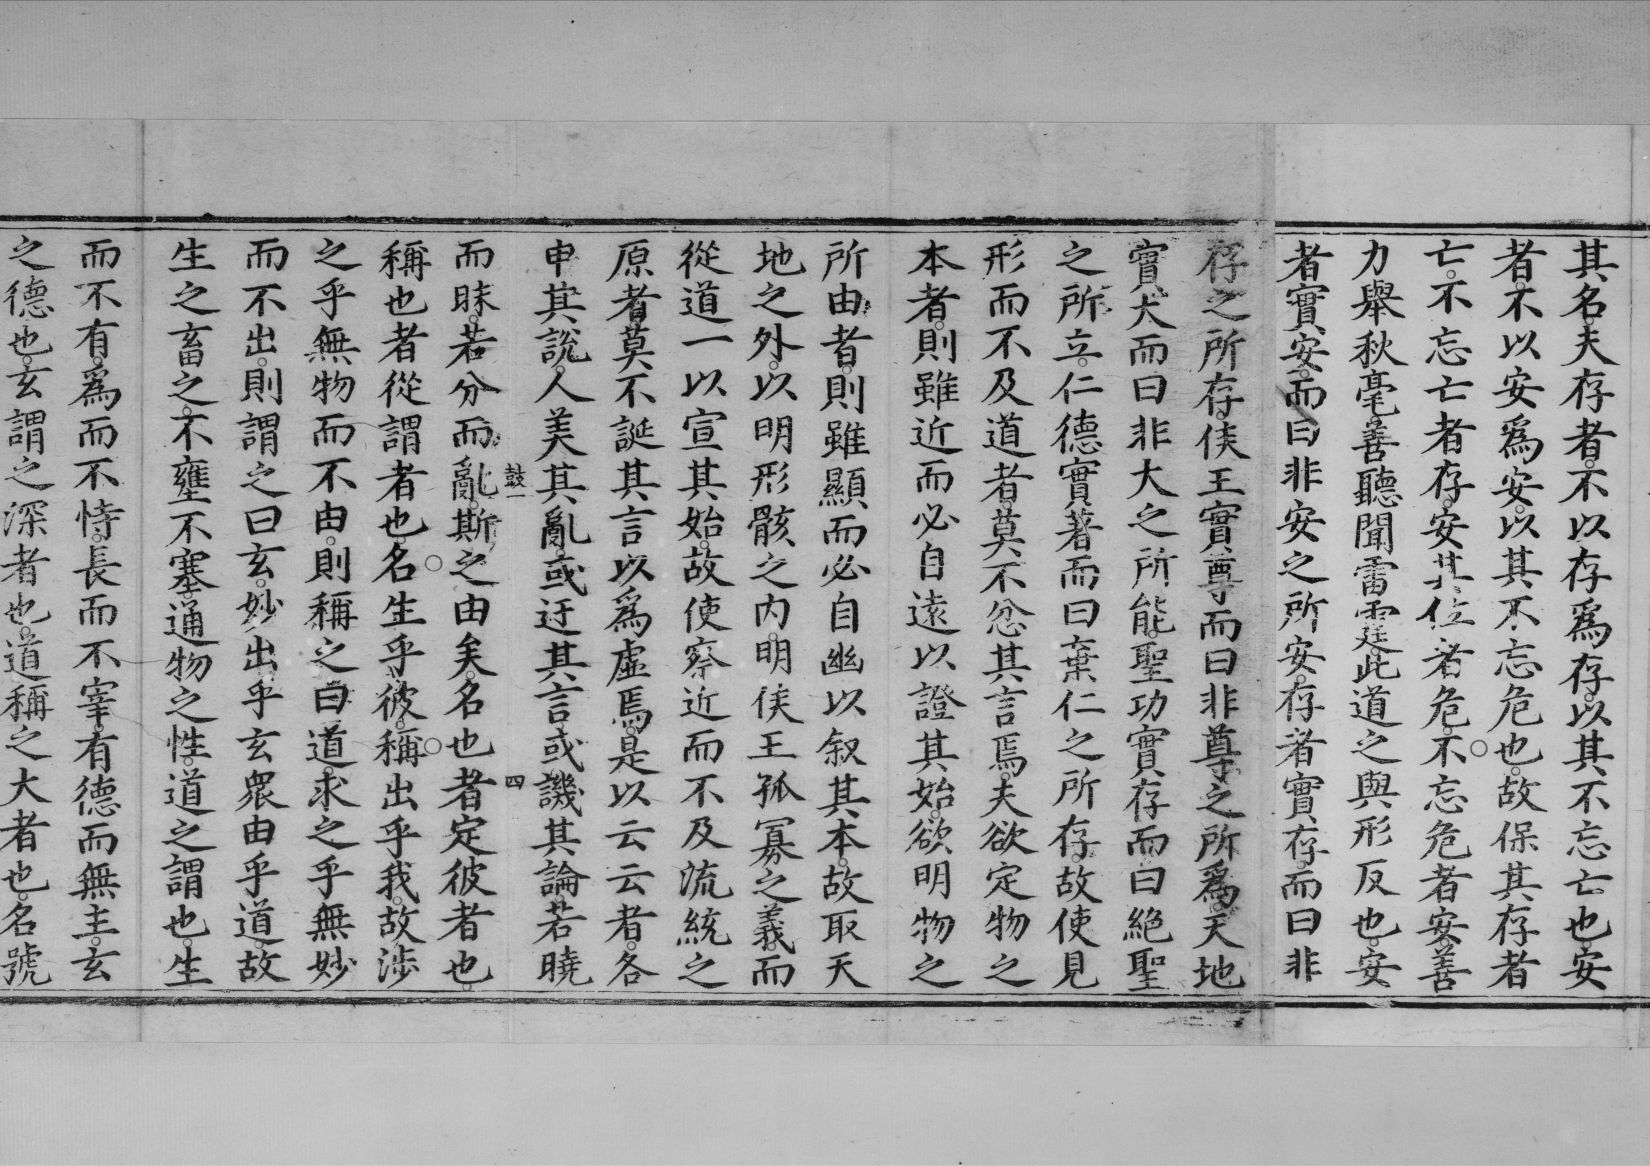 其名夫存者不以存爲存以其不忘亡也安
者不以安爲安以其不忘危也故保其存者
亡不忘亡者存安其位者危不忘危者安善
力舉秋毫善聽聞雷霆此道之與形反也安
者實安而曰非安之所安存者實存而曰非
存之所存侯王實尊而曰非尊之所爲天地
實大而曰非大之所能聖功實存而曰絕聖
之所立仁德實著而曰棄仁之所存故使見
形而不及道者莫不忿其言焉夫欲定物之
本者則雖近而必自遠以證其始欲明物之
所由者則雖顯而必自幽以叙其本故取天
地之外以明形骸之内明侯王孤寡之義而
從道一以宣其始故使察近而不及流統之
原者莫不誕其言以爲虛焉是以云云者各
申其說人美其亂或迂其言或譏其論若曉
鼓一 四
而昧若分而亂斯之由矣名也者定彼者也
稱也者從謂者也名生乎彼稱出乎我故涉
之乎無物而不由則稱之曰道求之乎無妙
而不出則謂之曰玄妙出乎玄衆由乎道故
生之畜之不壅不塞通物之性道之謂也生
而不有爲而不恃長而不宰有德而無主玄
之德也玄謂之深者也道稱之大者也名號